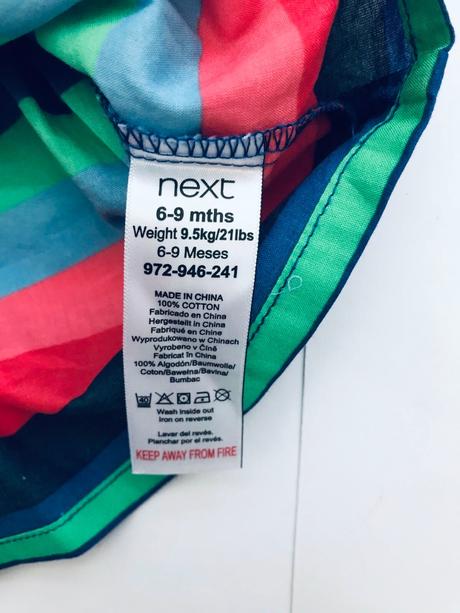 next
6-9 mths
Weight 9.5kg/21lbs
6-9 Meses
972-946-241
MADE IN CHINA
100% COTTON
Fabricado en China
Hergestellt in China
Fabriqué en China
Wyprodukowano w Chinach
Vyrobeno v Číně
Fabricat în China
100% Algodón/Baumwolle/
Coton/Bawełna/Bavlna/
Bumbac
40
Wash inside out
Iron on reverse
Lavar del revés.
Planchar por el revés.
KEEP AWAY FROM FIRE